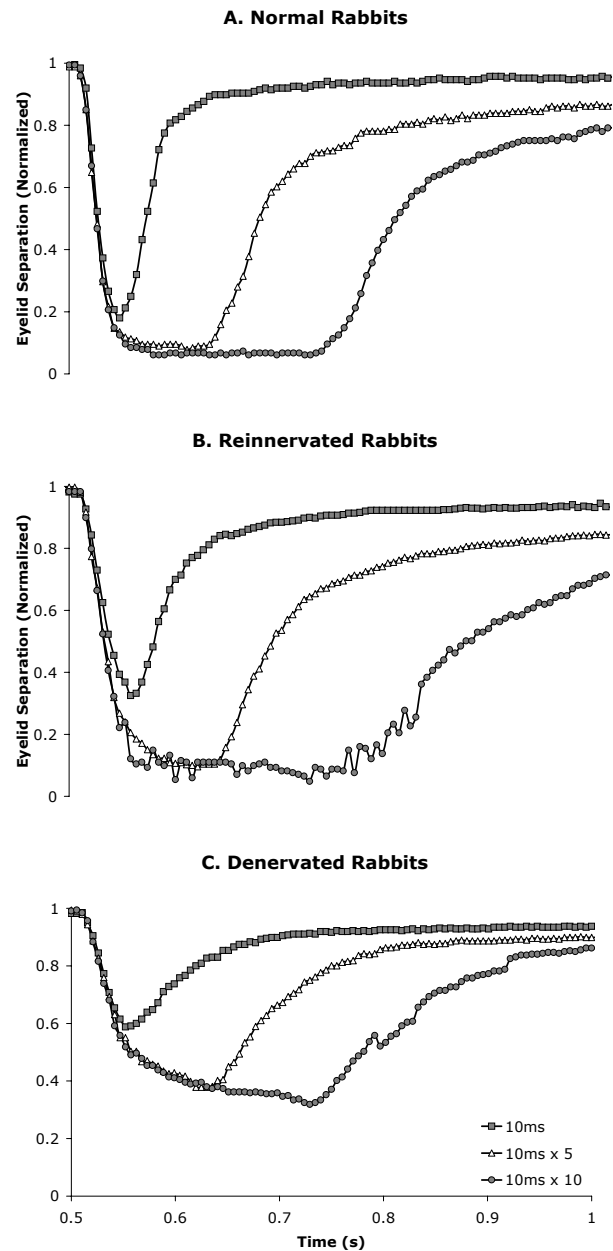 A. Normal Rabbits
1
0.8
0.6
0.4
0.2
0
Eyelid Separation (Normalized)
B. Reinnervated Rabbits
1
0.8
0.6
0.4
0.2
0
Eyelid Separation (Normalized)
C. Denervated Rabbits
1
0.8
0.6
0.4
0.2
0
10ms
10ms x 5
10ms x 10
0.5 0.6 0.7 0.8 0.9 1
Time (s)